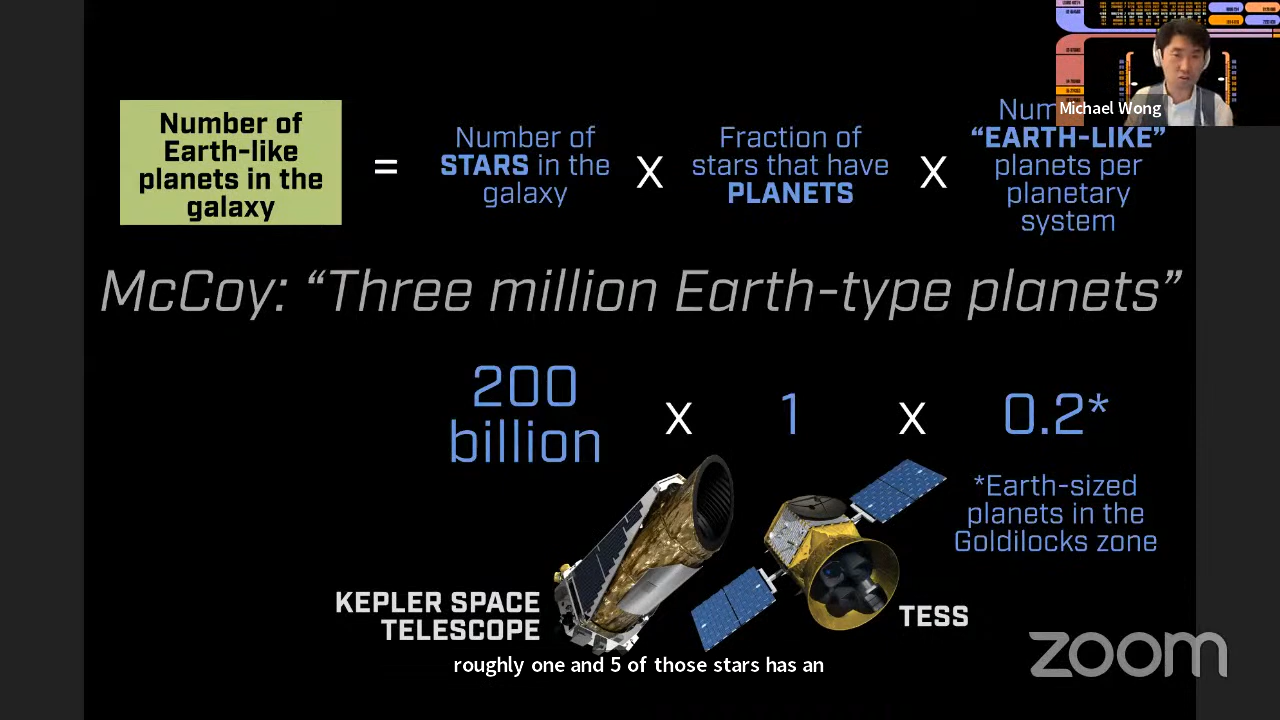 Michael Wong
Number of
Earth-like
planets in the
galaxy
=
Number of
STARS in the
galaxy
X
Fraction of
stars that have
PLANETS
X
“EARTH-LIKE”
planets per
planetary
system
McCoy: “Three million Earth-type planets”
200
billion
X
1
X
0.2*
*Earth-sized
planets in the
Goldilocks zone
KEPLER SPACE
TELESCOPE
TESS
zoom
roughly one and 5 of those stars has an